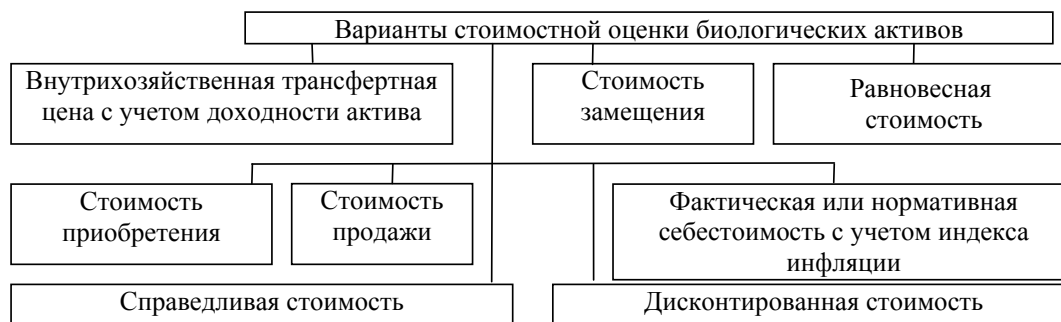 Варианты стоимостной оценки биологических активов
Внутрихозяйственная трансфертная
цена с учетом доходности актива
Стоимость
замещения
Равновесная
стоимость
Стоимость
приобретения
Стоимость
продажи
Фактическая или нормативная
себестоимость с учетом индекса
инфляции
Справедливая стоимость
Дисконтированная стоимость